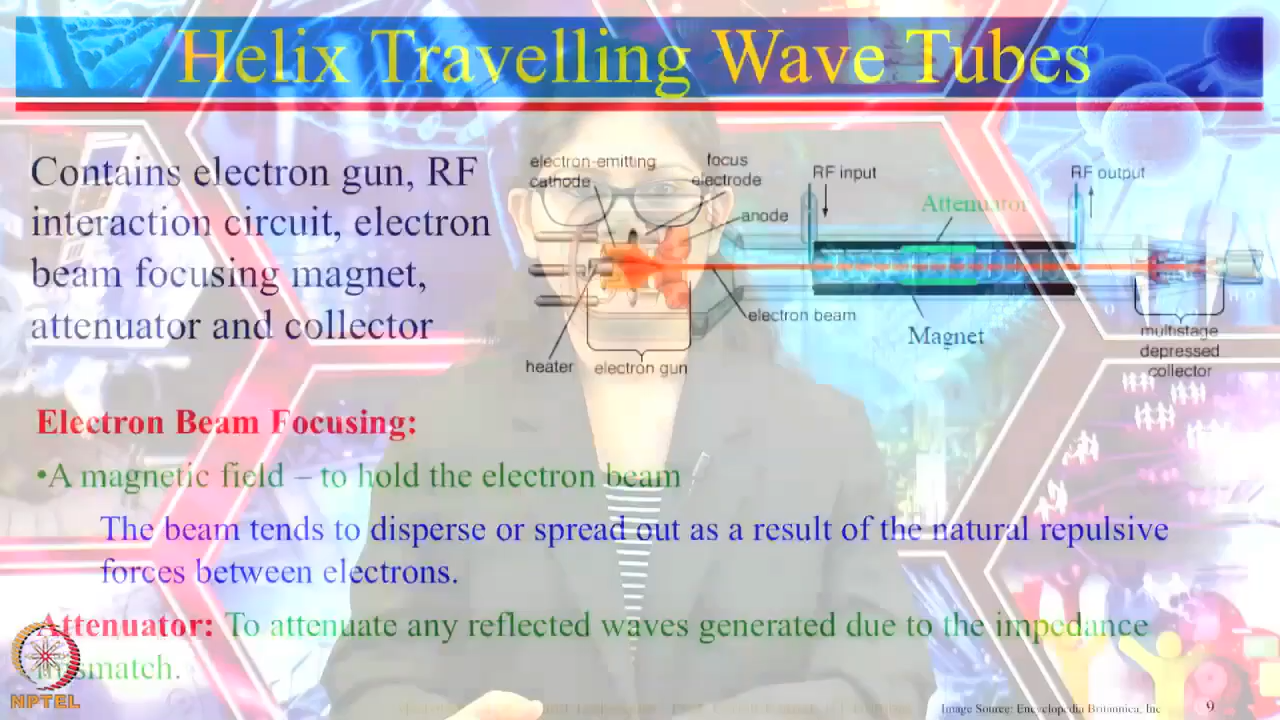 Helix Travelling Wave Tubes
Contains electron gun, RF
interaction circuit, electron
beam focusing magnet,
attenuator and collector
electron-emitting
cathode
focus
electrode
anode
RF input
Attenuator
RF output
electron beam
Magnet
multistage
depressed
collector
heater
electron gun
Electron Beam Focusing:
•A magnetic field – to hold the electron beam
The beam tends to disperse or spread out as a result of the natural repulsive
forces between electrons.
Attenuator: To attenuate any reflected waves generated due to the impedance
mismatch.
NPTEL
Image Source: Encyclopedia Britannica, Inc
9